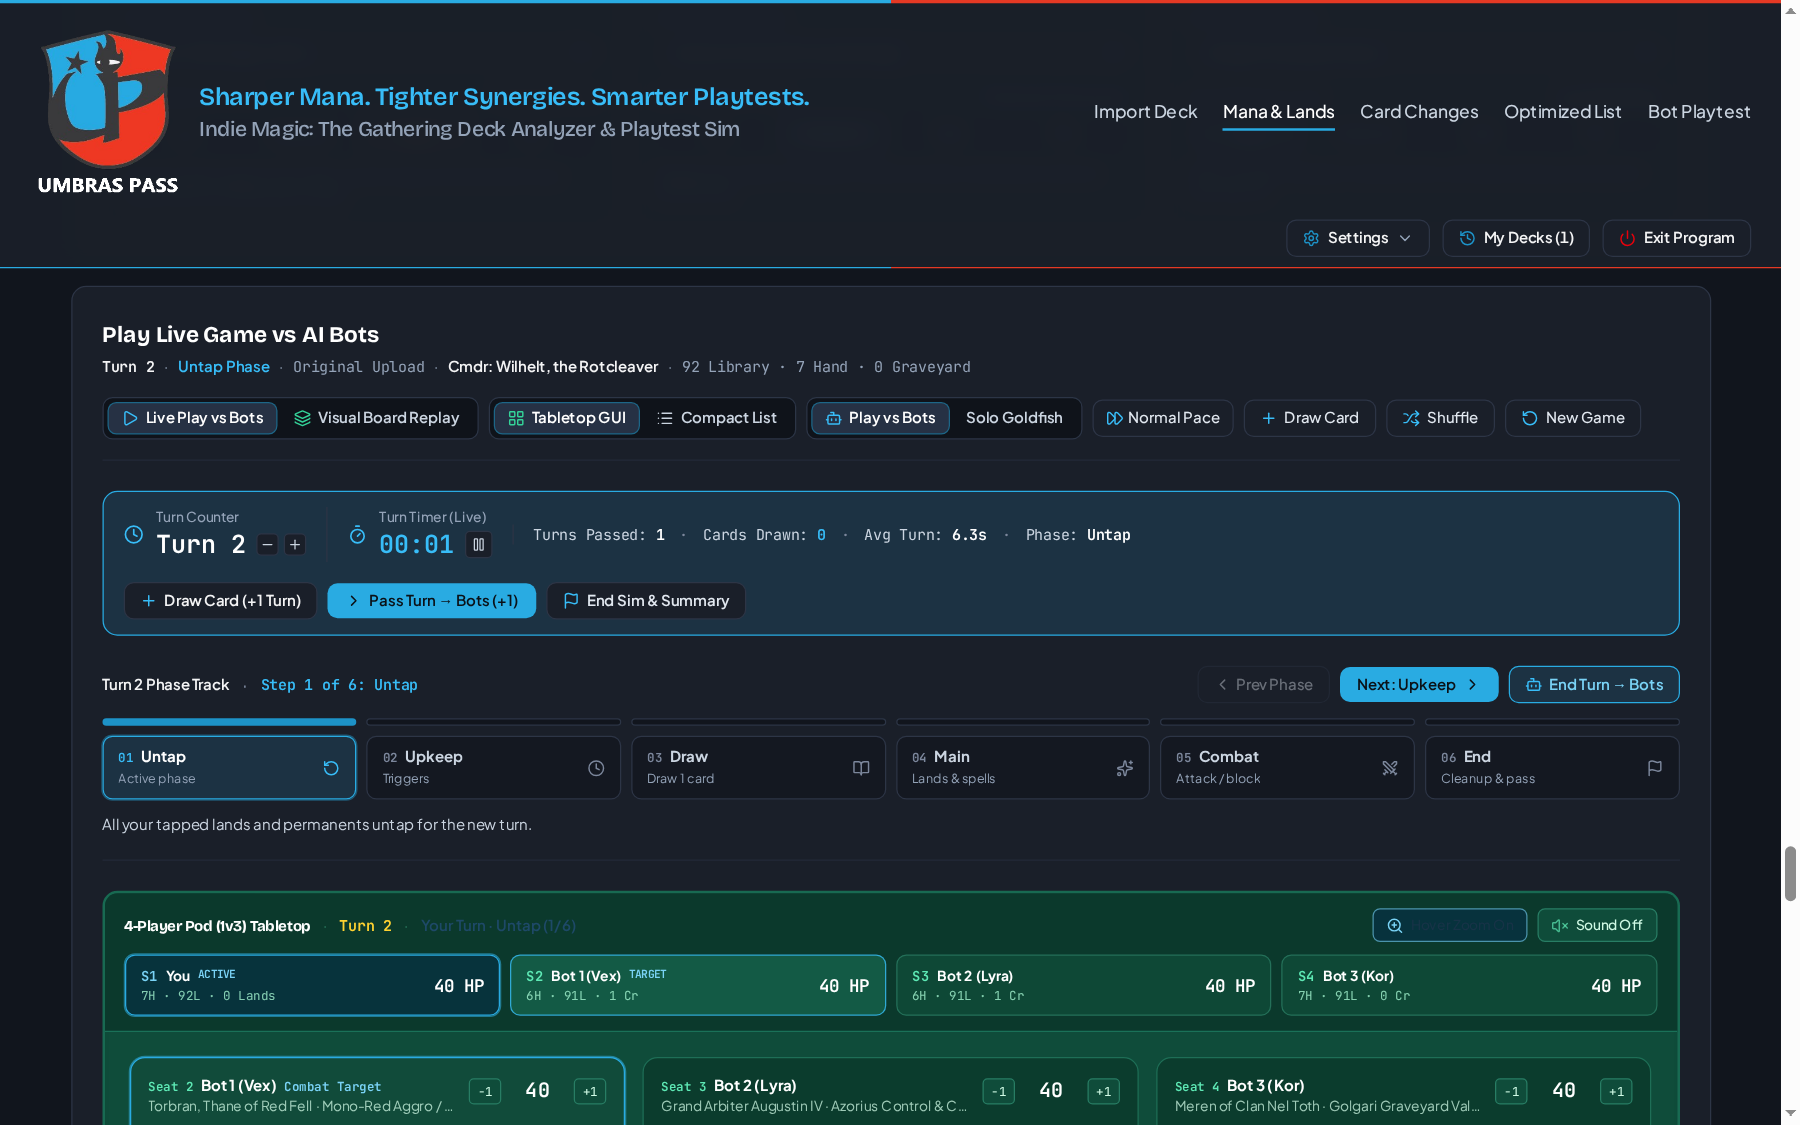 Sharper Mana. Tighter Synergies. Smarter Playtests.
Indie Magic: The Gathering Deck Analyzer & Playtest Sim
UMBRAS PASS
Import Deck
Mana & Lands
Card Changes
Optimized List
Bot Playtest
Settings
My Decks (1)
Exit Program
Play Live Game vs AI Bots
Turn 2 · Untap Phase · Original Upload · Cmdr: Wilhelt, the Rotcleaver · 92 Library · 7 Hand · 0 Graveyard
Live Play vs Bots
Visual Board Replay
Tabletop GUI
Compact List
Play vs Bots
Solo Goldfish
Normal Pace
Draw Card
Shuffle
New Game
Turn Counter
Turn 2
Turn Timer (Live)
00:01
Turns Passed: 1 · Cards Drawn: 0 · Avg Turn: 6.3s · Phase: Untap
Draw Card (+1 Turn)
Pass Turn → Bots (+1)
End Sim & Summary
Turn 2 Phase Track · Step 1 of 6: Untap
Prev Phase
Next: Upkeep
End Turn → Bots
01 Untap
Active phase
02 Upkeep
Triggers
03 Draw
Draw 1 card
04 Main
Lands & spells
05 Combat
Attack / block
06 End
Cleanup & pass
All your tapped lands and permanents untap for the new turn.
4-Player Pod (1v3) Tabletop · Turn 2 · Your Turn · Untap (1/6)
Hover Zoom On
Sound Off
S1 You ACTIVE
7H · 92L · 0 Lands
40 HP
S2 Bot 1 (Vex) TARGET
6H · 91L · 1 Cr
40 HP
S3 Bot 2 (Lyra)
6H · 91L · 1 Cr
40 HP
S4 Bot 3 (Kor)
7H · 91L · 0 Cr
40 HP
Seat 2 Bot 1 (Vex) Combat Target
Torbran, Thane of Red Fell · Mono-Red Aggro / ...
-1 40 +1
Seat 3 Bot 2 (Lyra)
Grand Arbiter Augustin IV · Azorius Control & C...
-1 40 +1
Seat 4 Bot 3 (Kor)
Meren of Clan Nel Toth · Golgari Graveyard Val...
-1 40 +1